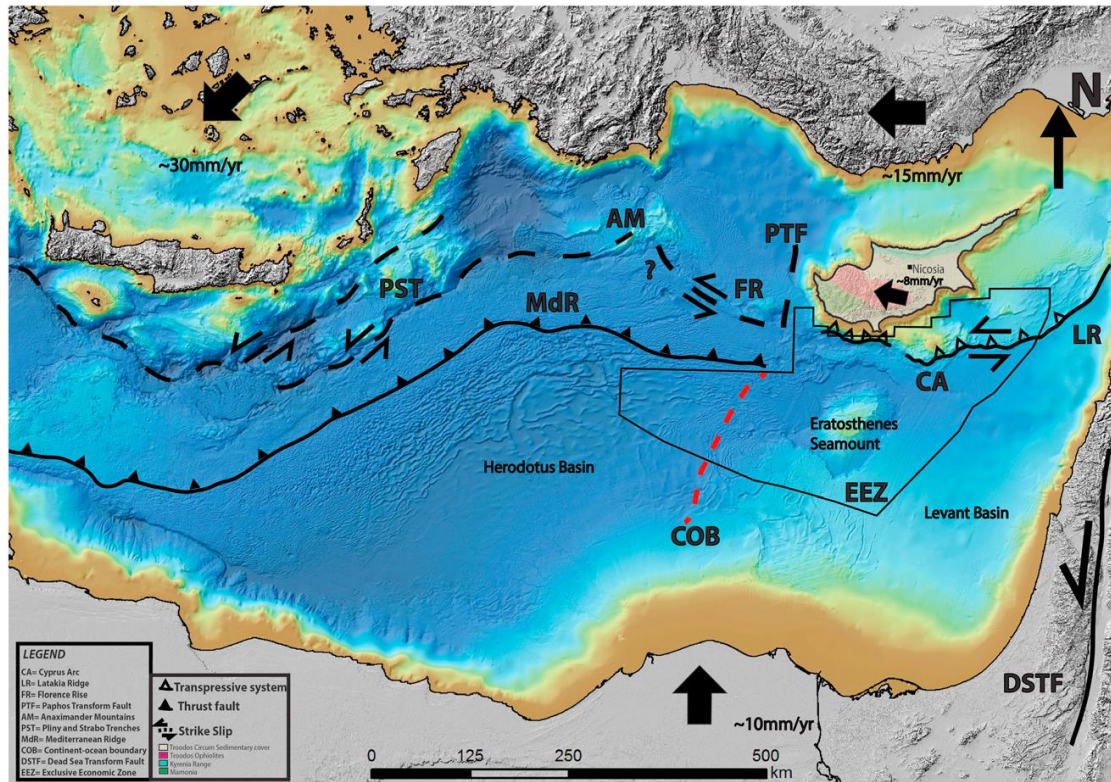 N
~30mm/yr
~15mm/yr
AM
PTF
Nicosia
~8mm/yr
?
PST
FR
MdR
LR
CA
Eratosthenes
Seamount
Herodotus Basin
EEZ
Levant Basin
COB
DSTF
~10mm/yr
LEGEND
CA= Cyprus Arc
LR= Latakia Ridge
FR= Florence Rise
PTF= Paphos Transform Fault
AM= Anaximander Mountains
PST= Pliny and Strabo Trenches
MdR= Mediterranean Ridge
COB= Continent-ocean boundary
DSTF= Dead Sea Transform Fault
EEZ= Exclusive Economic Zone
Transpressive system
Thrust fault
Strike Slip
Troodos Circum Sedimentary cover
Troodos Ophiolites
Kyrenia Range
Mamonia
0 125 250 500
km